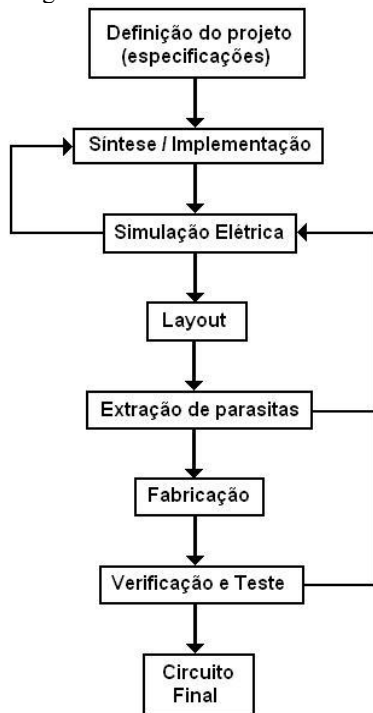 Definição do projeto
(especificações)
Síntese / Implementação
Simulação Elétrica
Layout
Extração de parasitas
Fabricação
Verificação e Teste
Circuito
Final